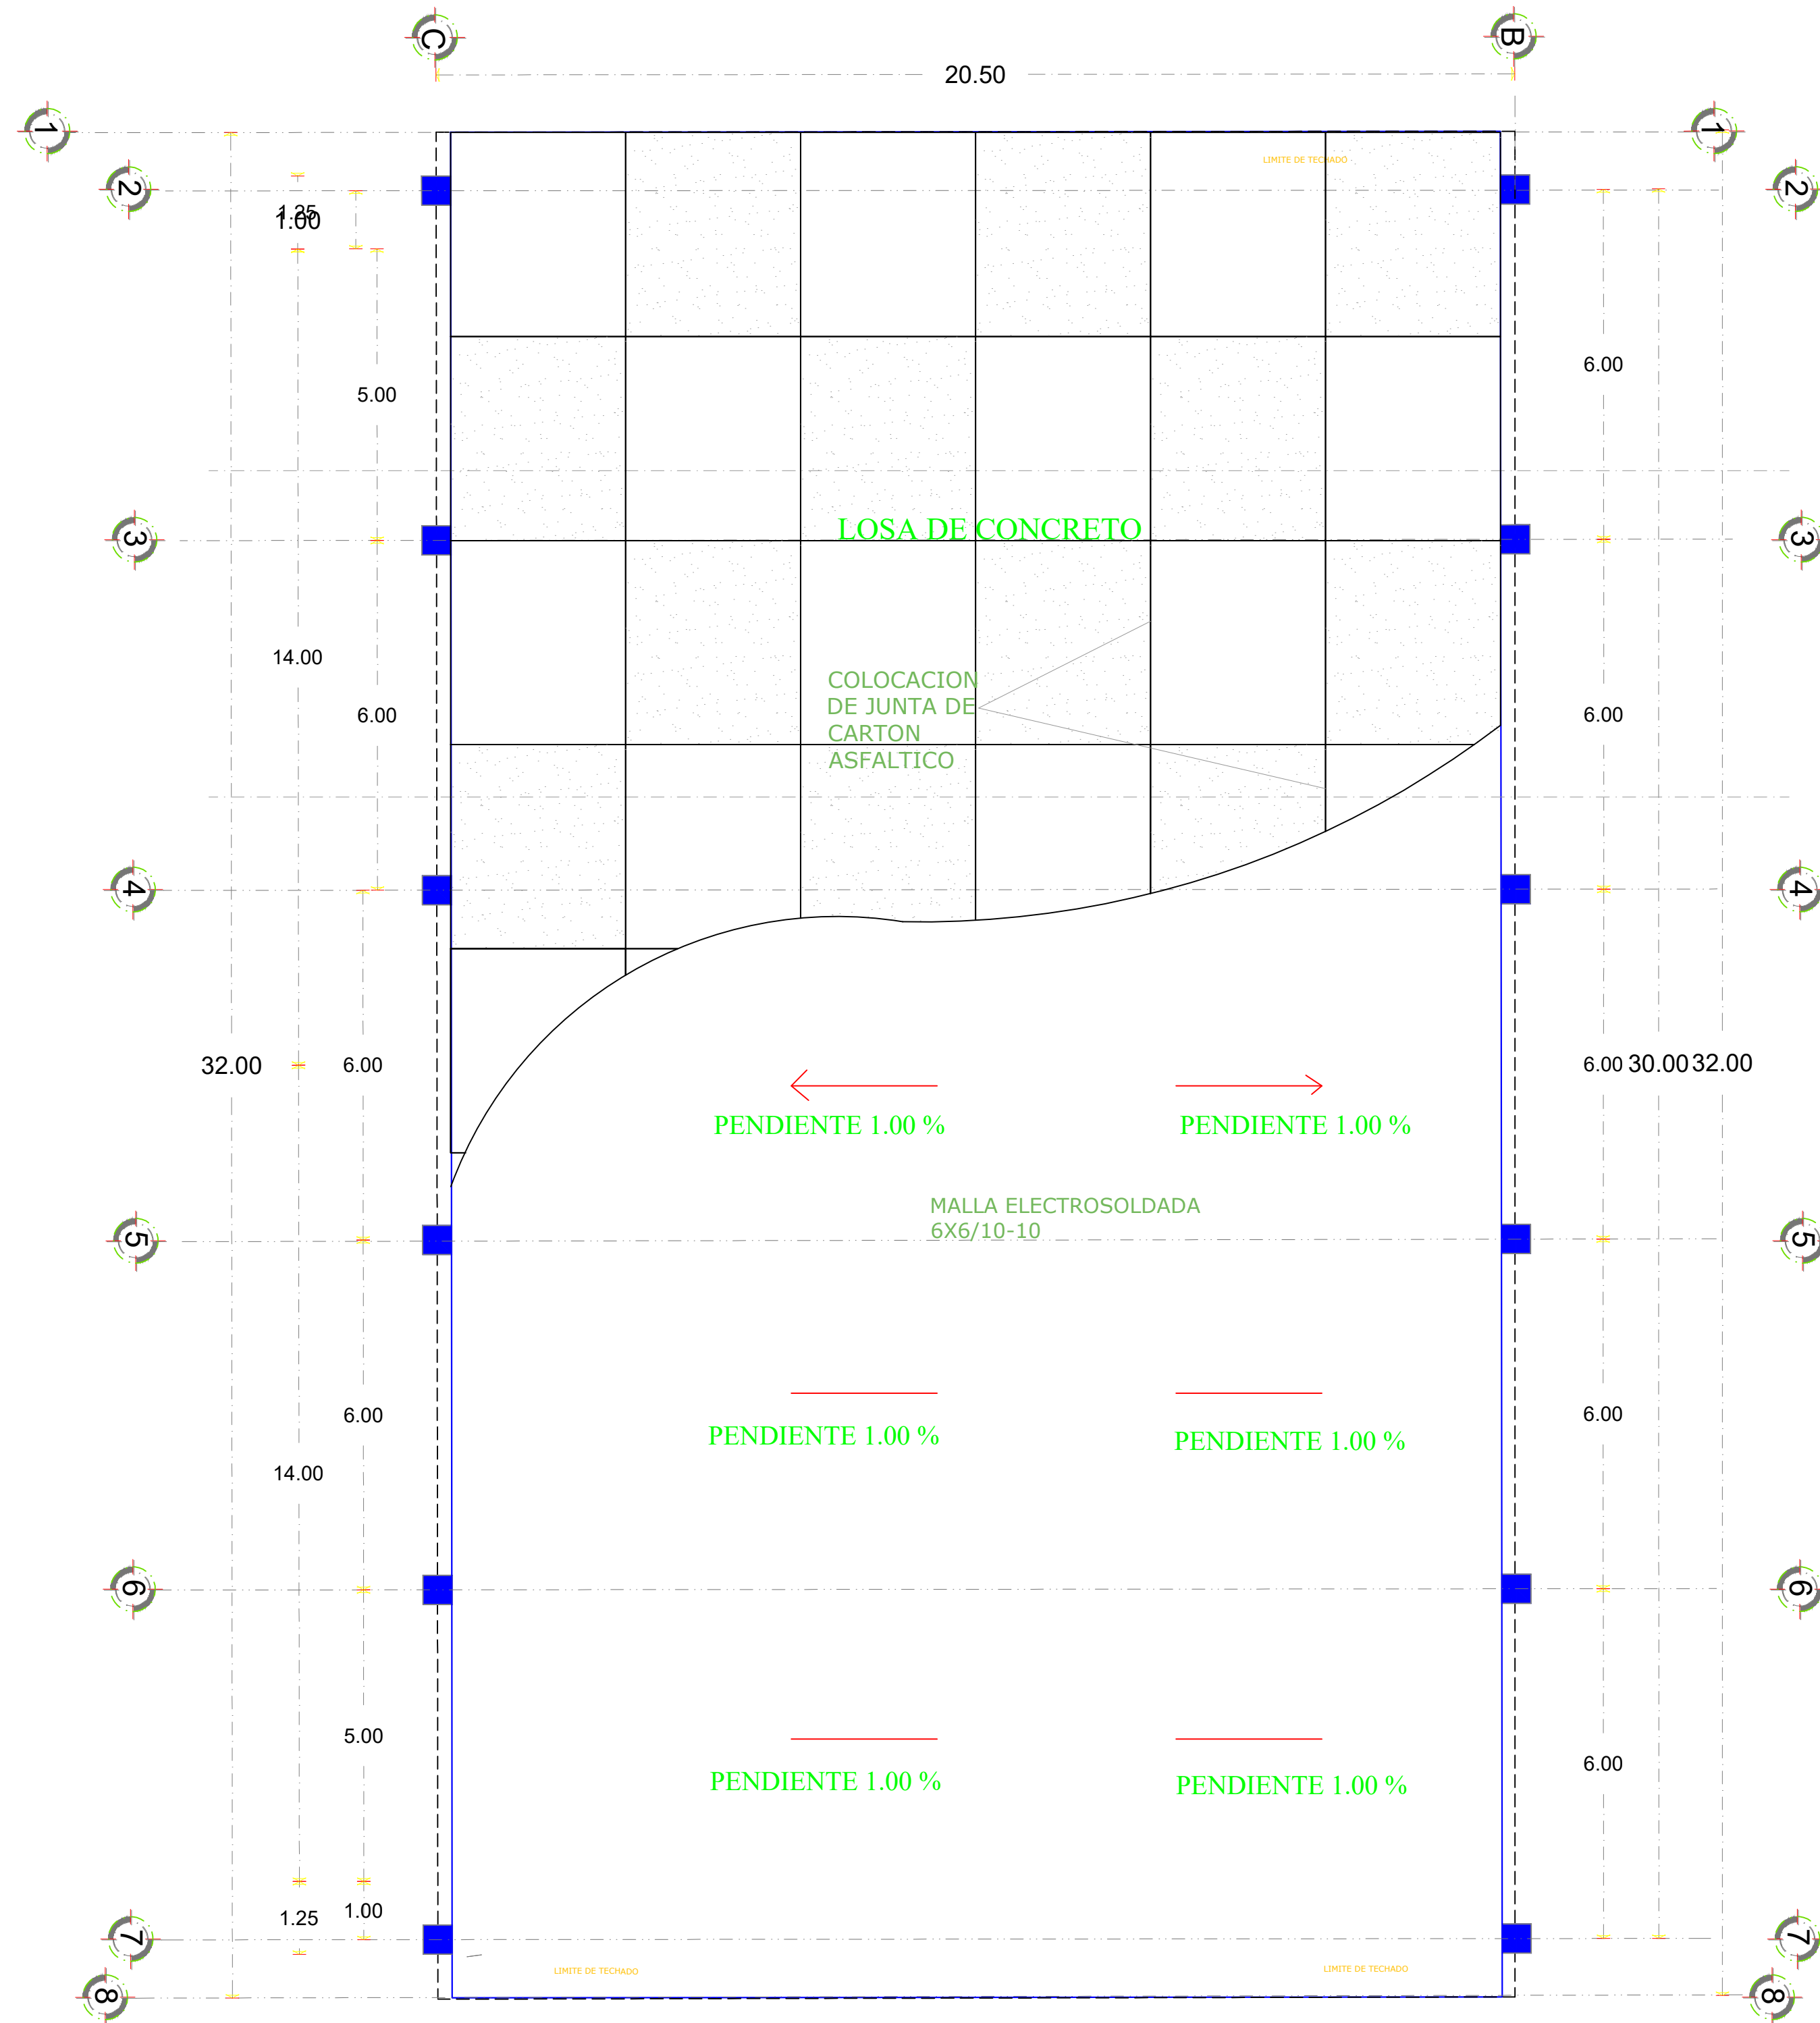 C
B
20.50
1
1
LIMITE DE TECHADO
2
2
1.25
1.00
6.00
5.00
LOSA DE CONCRETO
3
3
14.00
COLOCACION
DE JUNTA DE
CARTON
ASFALTICO
6.00
6.00
4
4
32.00
6.00
6.00
30.00
32.00
PENDIENTE 1.00 %
PENDIENTE 1.00 %
MALLA ELECTROSOLDADA
6X6/10-10
5
5
6.00
6.00
PENDIENTE 1.00 %
PENDIENTE 1.00 %
14.00
6
6
5.00
6.00
PENDIENTE 1.00 %
PENDIENTE 1.00 %
1.25
1.00
7
7
LIMITE DE TECHADO
LIMITE DE TECHADO
8
8